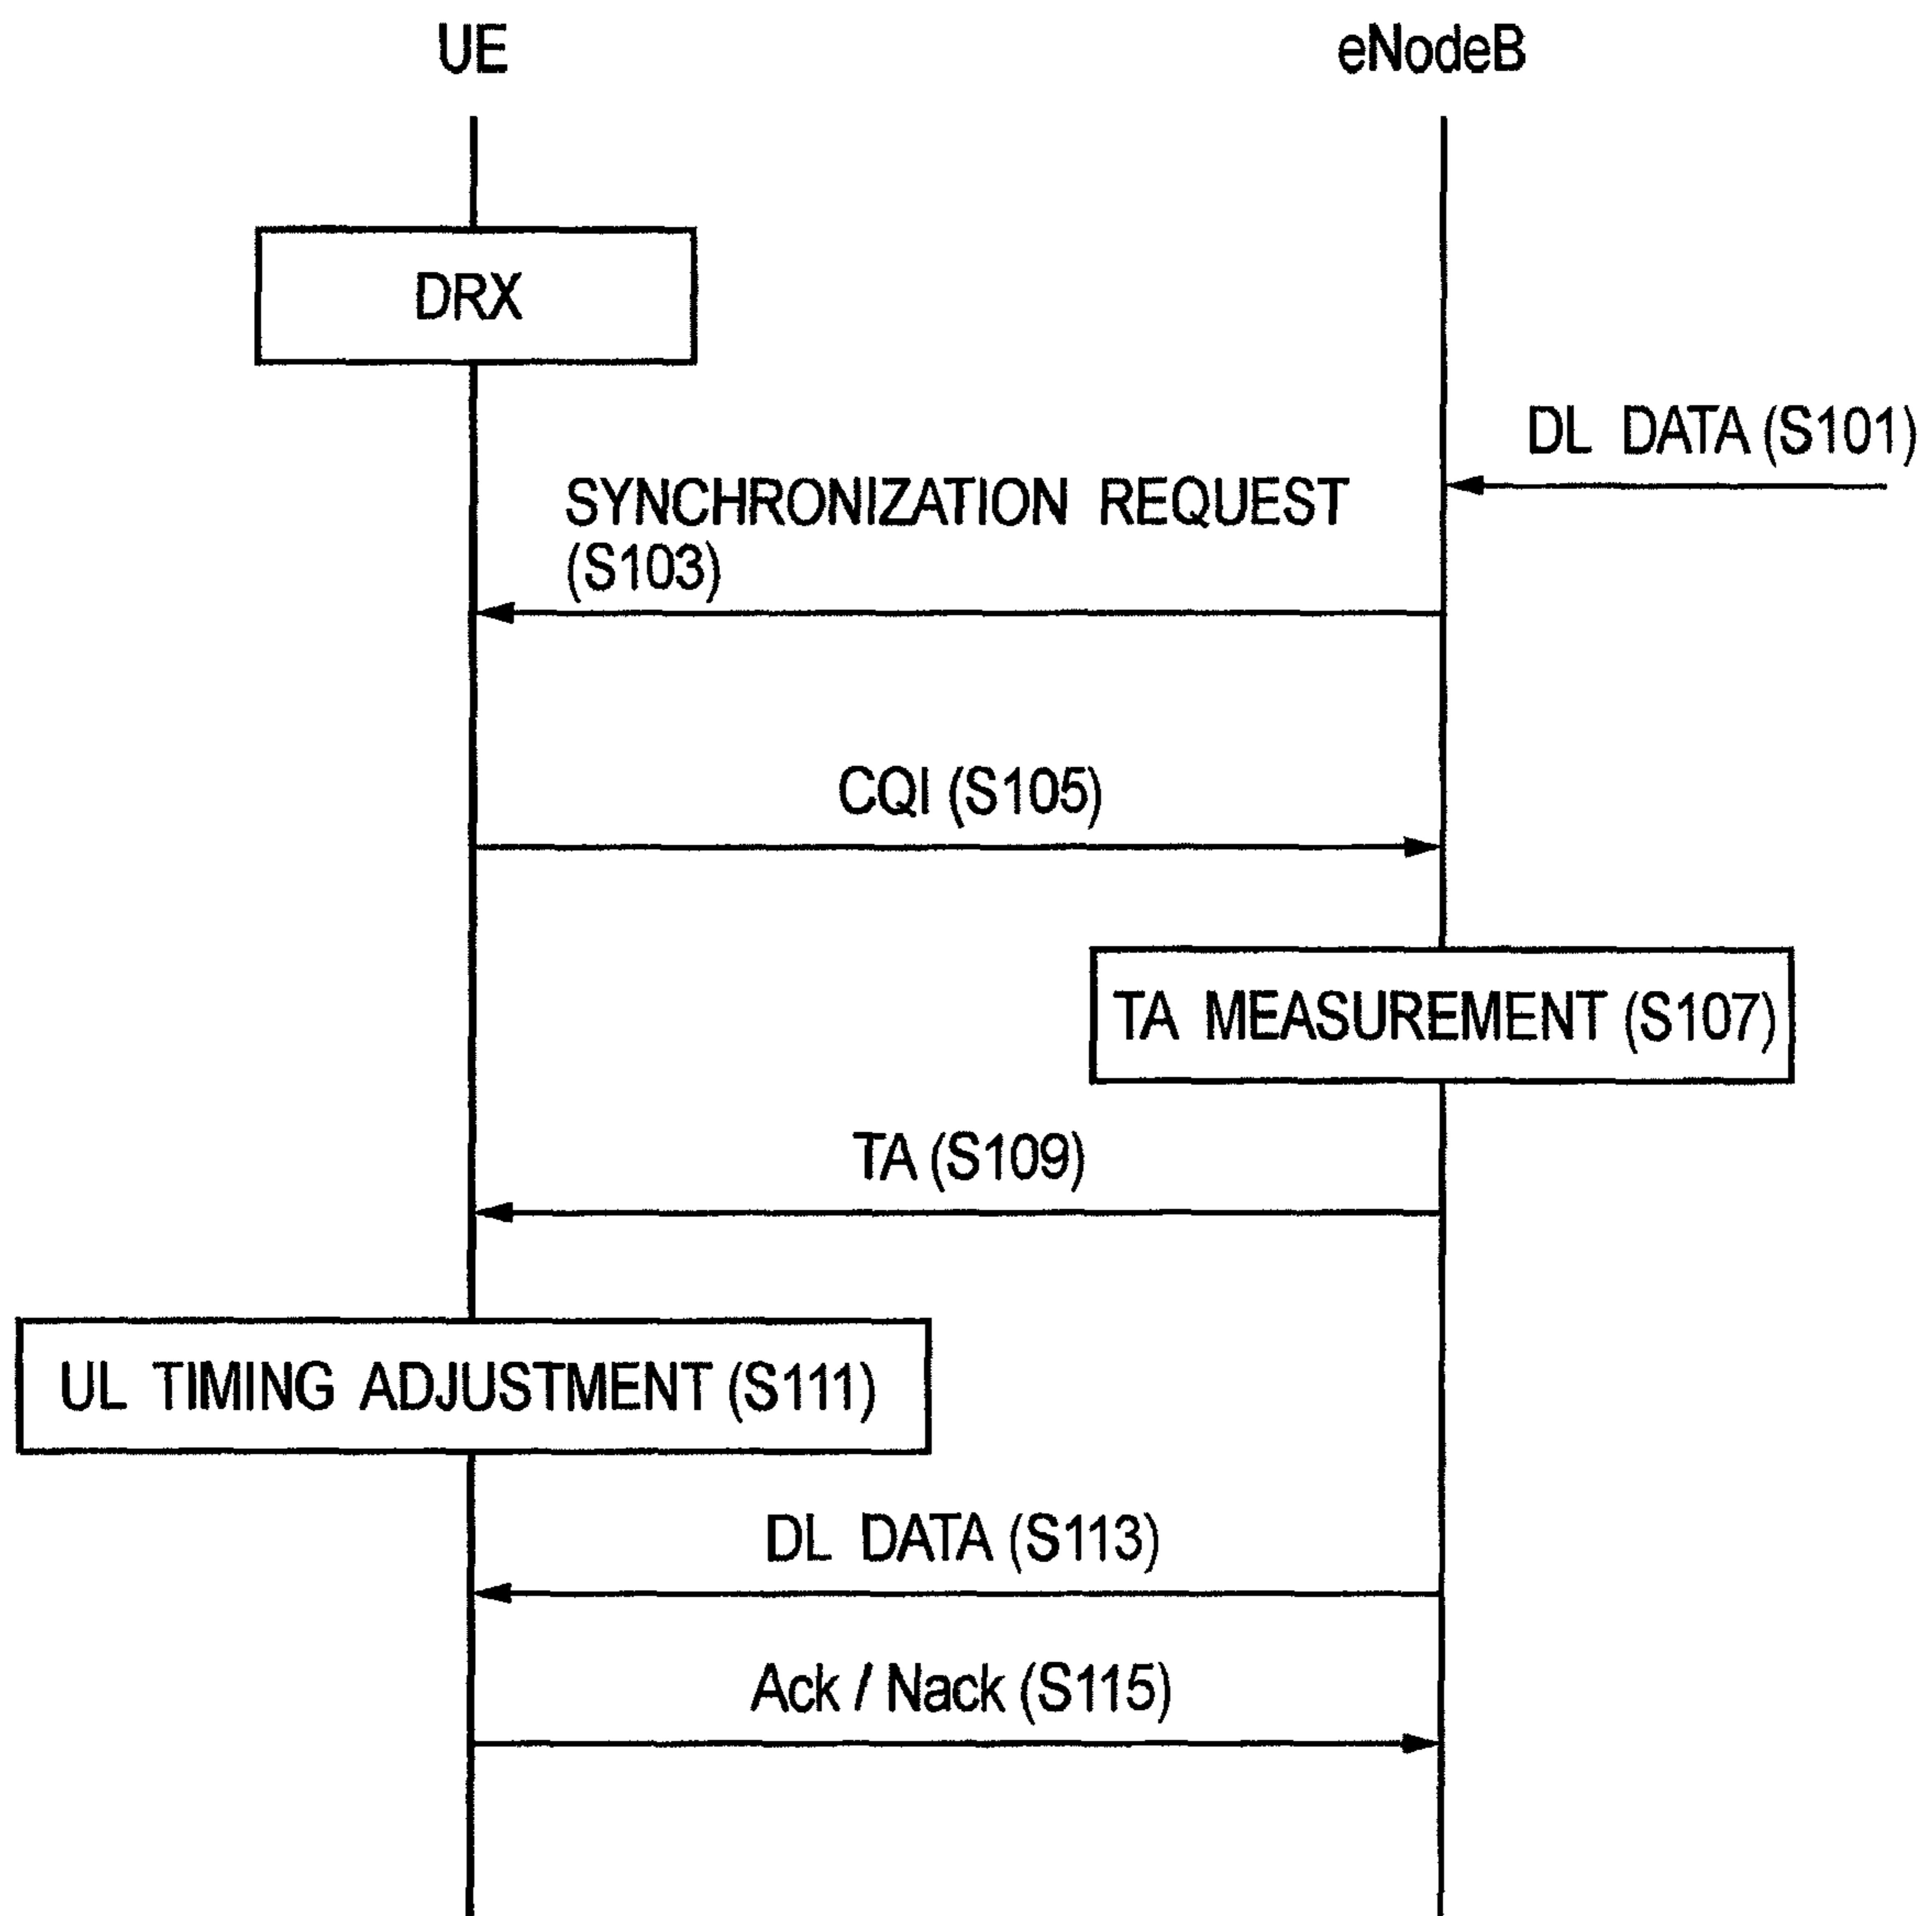 UE
eNodeB
DRX
DL DATA (S101)
SYNCHRONIZATION REQUEST
(S103)
CQI (S105)
TA MEASUREMENT (S107)
TA (S109)
UL TIMING ADJUSTMENT (S111)
DL DATA (S113)
Ack / Nack (S115)